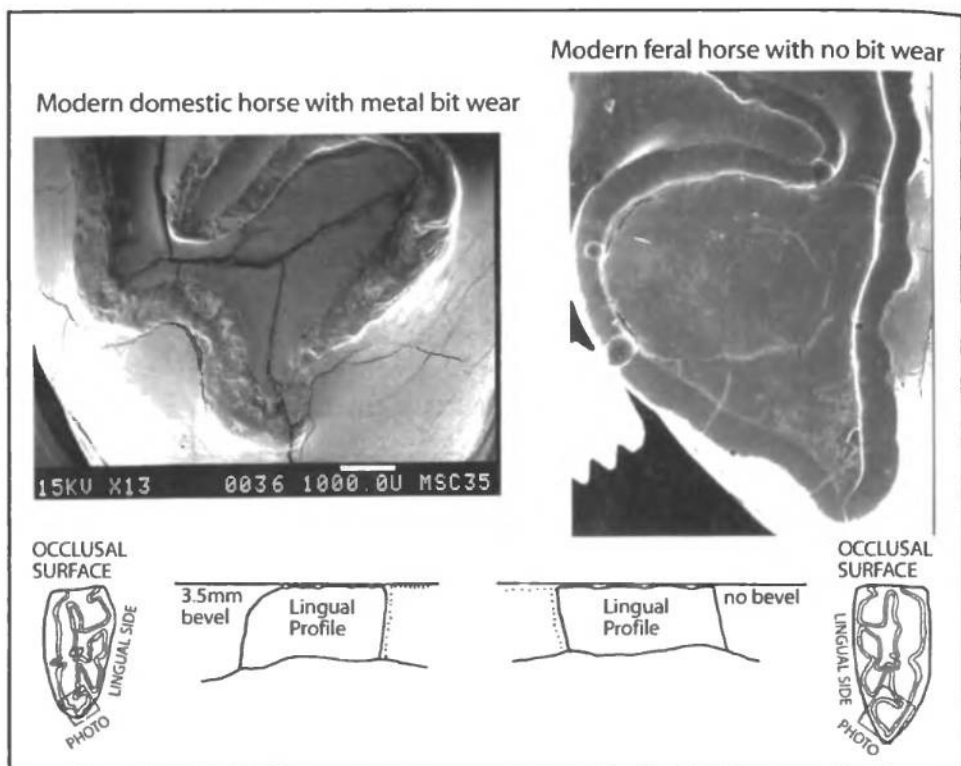 Modern feral horse with no bit wear
Modern domestic horse with metal bit wear
15KV X13 0036 1000.0U MSC35
OCCLUSAL
SURFACE
LINGUAL SIDE
PHOTO
3.5mm
bevel
Lingual
Profile
Lingual
Profile
no bevel
OCCLUSAL
SURFACE
LINGUAL SIDE
PHOTO